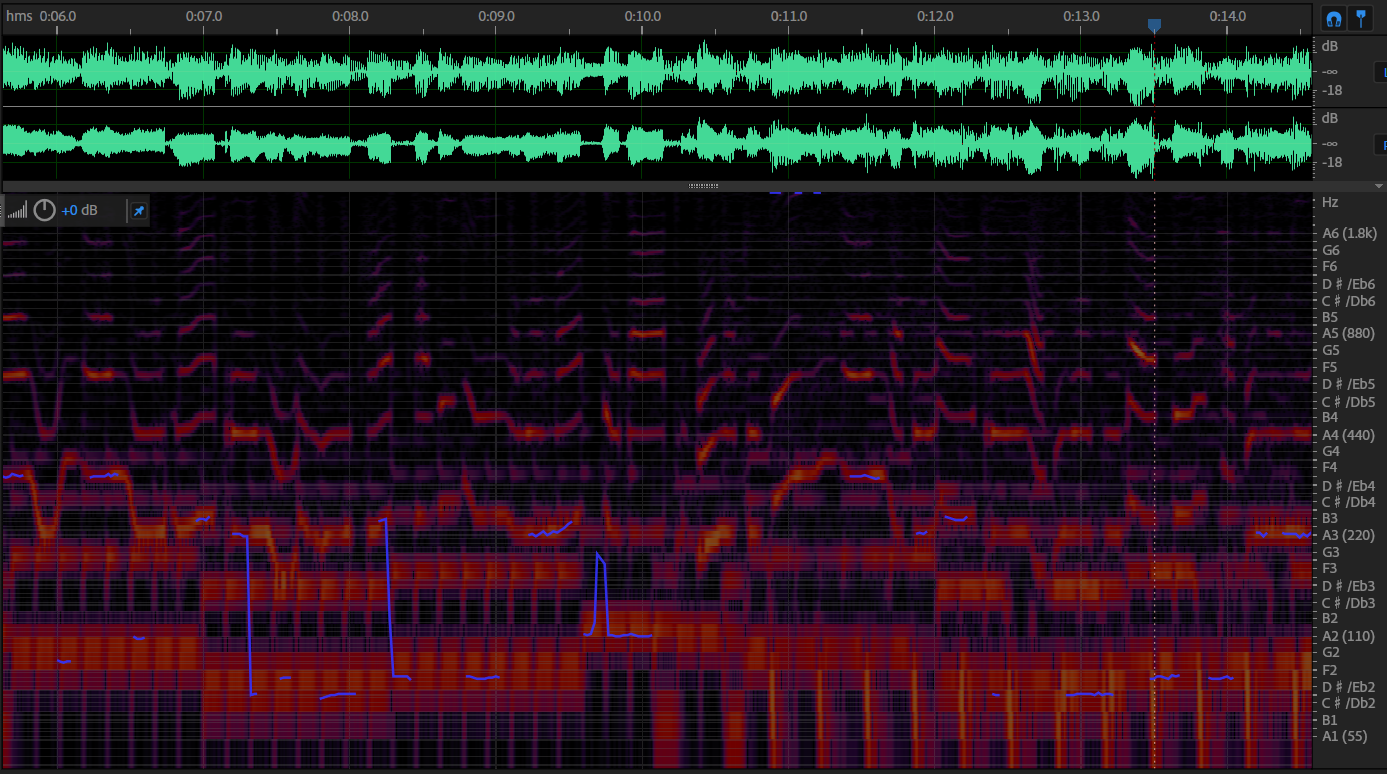 hms 0:06.0 0:07.0 0:08.0 0:09.0 0:10.0 0:11.0 0:12.0 0:13.0 0:14.0
dB
-∞
-18
dB
-∞
-18
+0 dB
Hz
A6 (1.8k)
G6
F6
D # /Eb6
C # /Db6
B5
A5 (880)
G5
F5
D # /Eb5
C # /Db5
B4
A4 (440)
G4
F4
D # /Eb4
C # /Db4
B3
A3 (220)
G3
F3
D # /Eb3
C # /Db3
B2
A2 (110)
G2
F2
D # /Eb2
C # /Db2
B1
A1 (55)